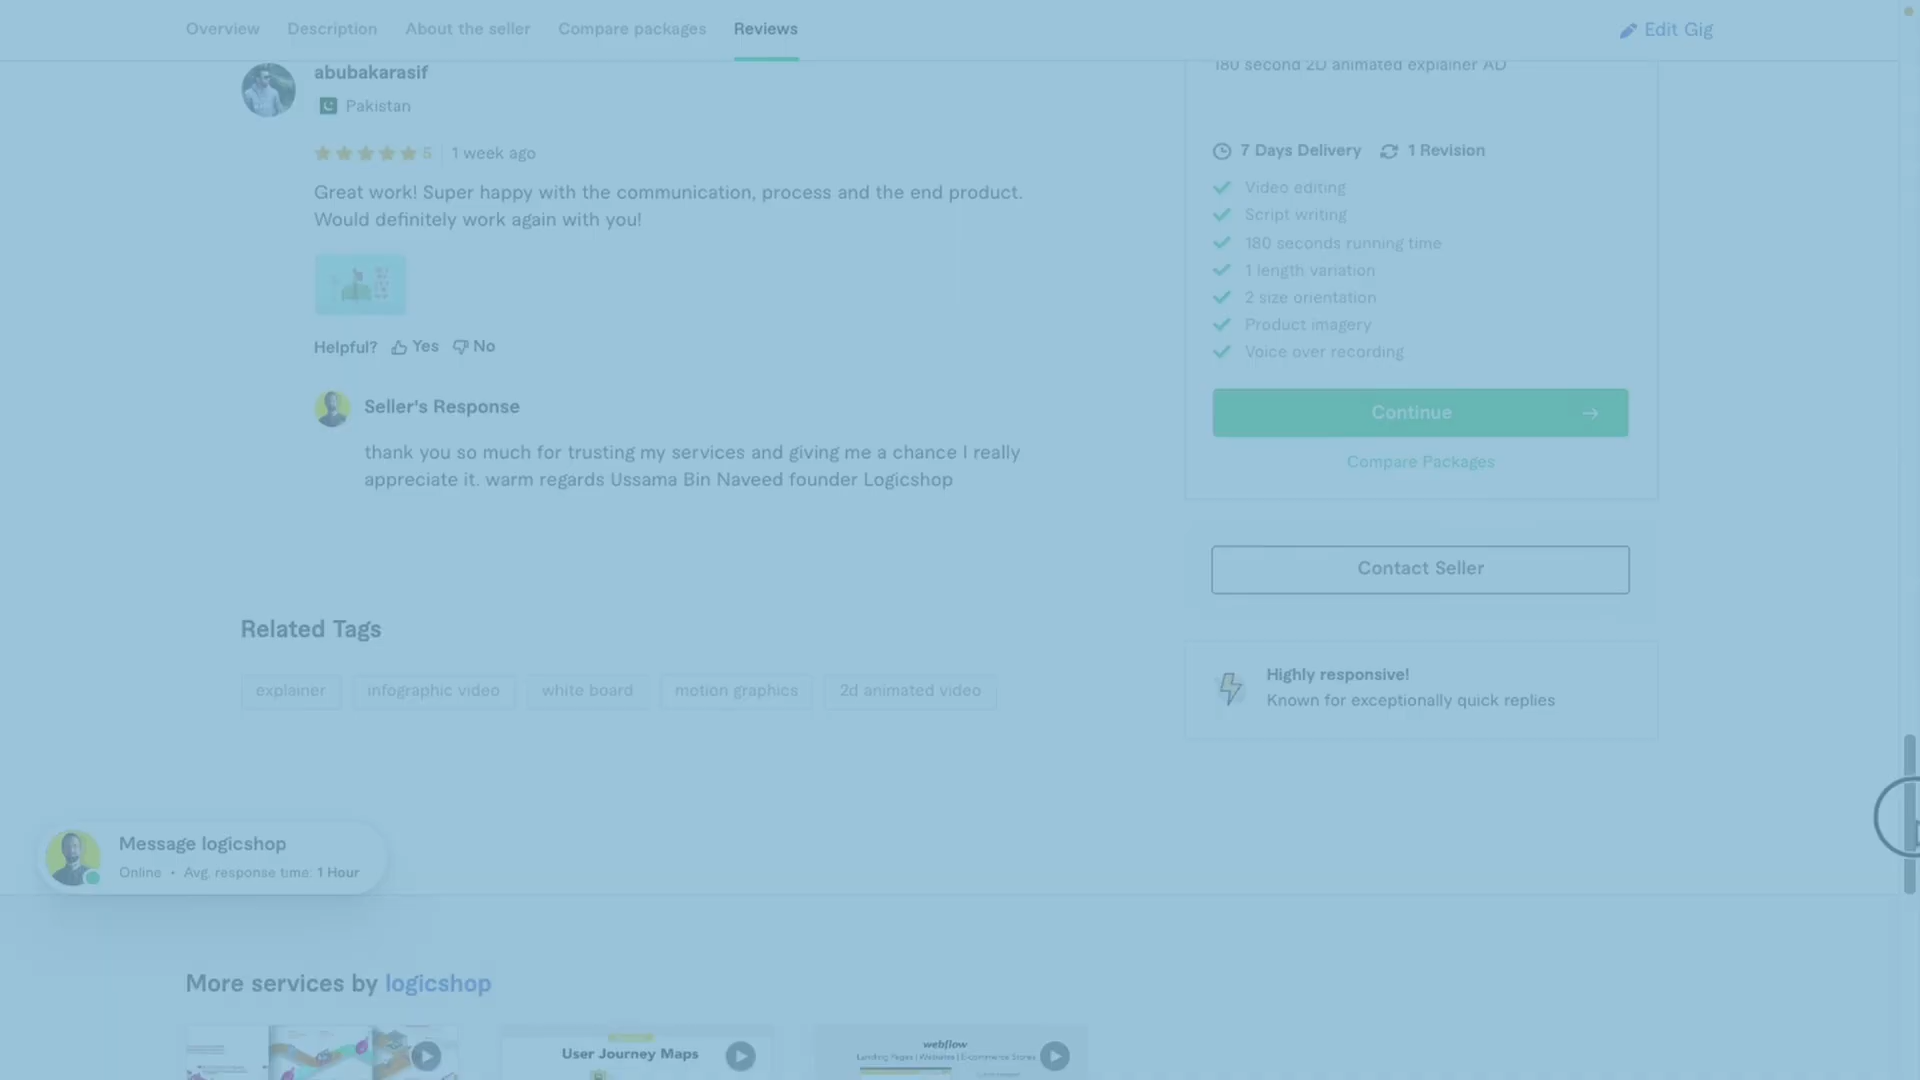 Overview Description About the seller Compare packages Reviews
Edit Gig
abubakarasif
Pakistan
5 1 week ago
Great work! Super happy with the communication, process and the end product.
Would definitely work again with you!
Helpful? Yes No
Seller's Response
thank you so much for trusting my services and giving me a chance I really
appreciate it. warm regards Ussama Bin Naveed founder Logicshop
180 second 2D animated explainer AD
7 Days Delivery 1 Revision
Video editing
Script writing
180 seconds running time
1 length variation
2 size orientation
Product imagery
Voice over recording
Continue
Compare Packages
Contact Seller
Highly responsive!
Known for exceptionally quick replies
Related Tags
explainer infographic video white board motion graphics 2d animated video
Message logicshop
Online • Avg. response time: 1 Hour
More services by logicshop
User Journey Maps
webflow
Landing Pages | Websites | E-commerce Stores